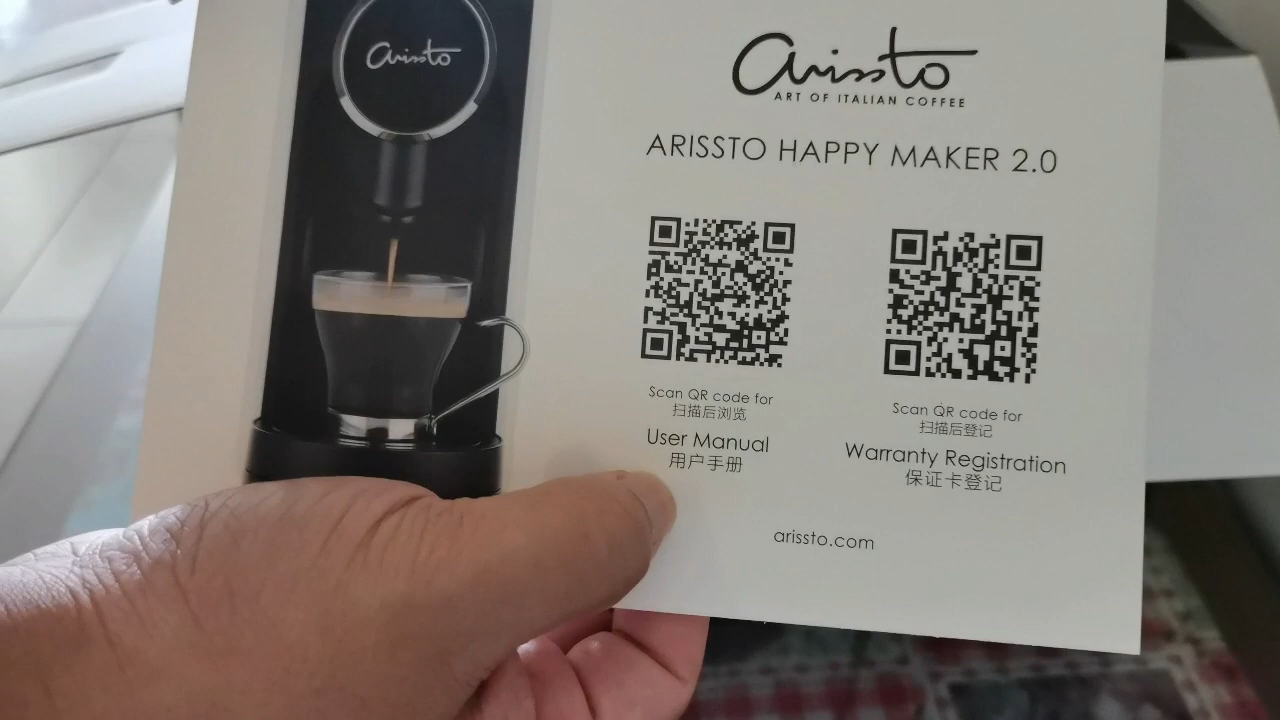 arissto
arissto
ART OF ITALIAN COFFEE
ARISSTO HAPPY MAKER 2.0
Scan QR code for
扫描后浏览
User Manual
用户手册
Scan QR code for
扫描后登记
Warranty Registration
保证卡登记
arissto.com